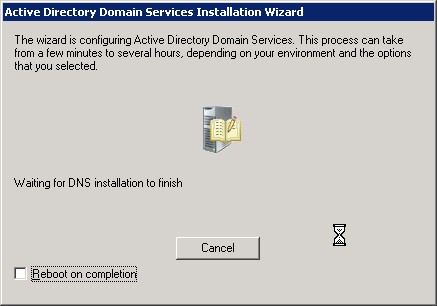 Active Directory Domain Services Installation Wizard
The wizard is configuring Active Directory Domain Services. This process can take
from a few minutes to several hours, depending on your environment and the options
that you selected.
Waiting for DNS installation to finish
Cancel
Reboot on completion